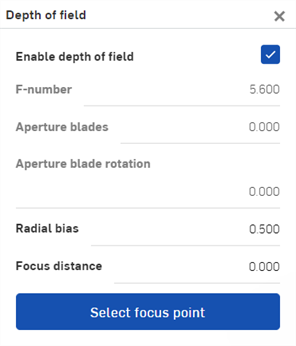 Depth of field
Enable depth of field
F-number 5.600
Aperture blades 0.000
Aperture blade rotation
0.000
Radial bias 0.500
Focus distance 0.000
Select focus point